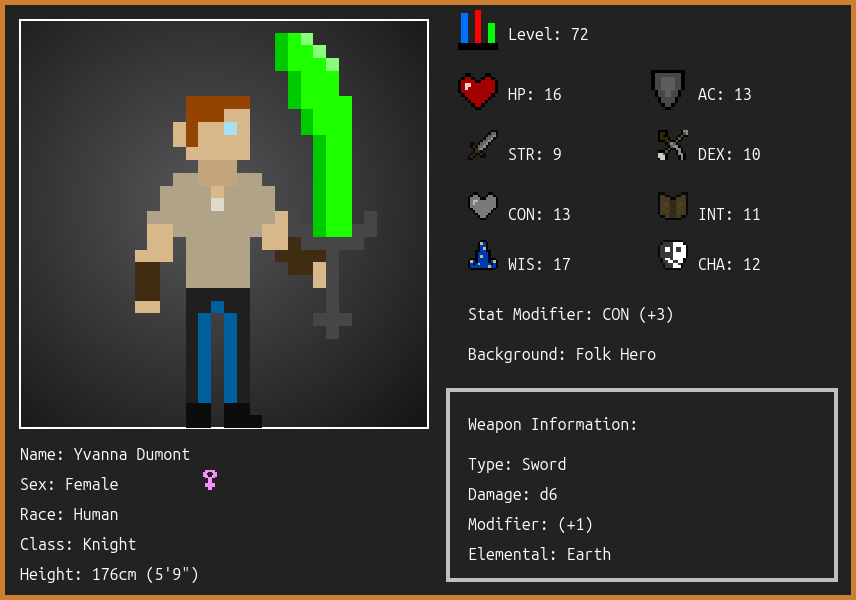 Level: 72
HP: 16
AC: 13
STR: 9
DEX: 10
CON: 13
INT: 11
WIS: 17
CHA: 12
Stat Modifier: CON (+3)
Background: Folk Hero
Weapon Information:
Type: Sword
Damage: d6
Modifier: (+1)
Elemental: Earth
Name: Yvanna Dumont
Sex: Female
Race: Human
Class: Knight
Height: 176cm (5'9")